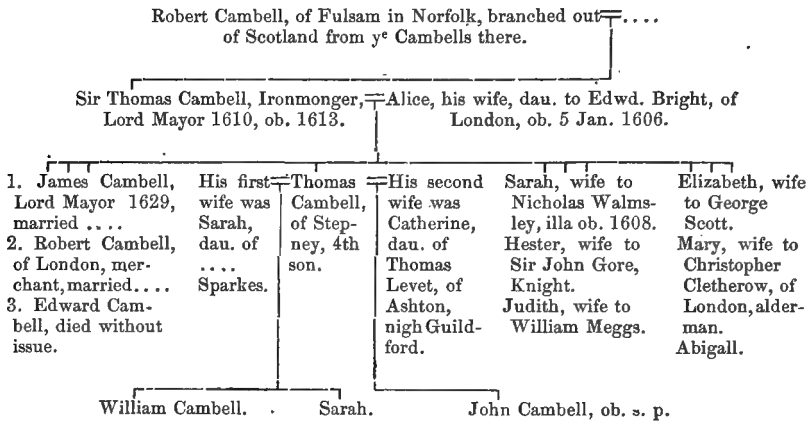 Robert Cambell, of Fulsam in Norfolk, branched out ....
of Scotland from yᵉ Cambells there.
Sir Thomas Cambell, Ironmonger, Alice, his wife, dau. to Edwd. Bright, of
Lord Mayor 1610, ob. 1613. London, ob. 5 Jan. 1606.
1. James Cambell,
Lord Mayor 1629,
married ....
2. Robert Cambell,
of London, mer-
chant, married....
3. Edward Cam-
bell, died without
issue.
His first
wife was
Sarah,
dau. of
....
Sparkes.
Thomas
Cambell,
of Step-
ney, 4th
son.
His second
wife was
Catherine,
dau. of
Thomas
Levet, of
Ashton,
nigh Guild-
ford.
Sarah, wife to
Nicholas Walms-
ley, illa ob. 1608.
Hester, wife to
Sir John Gore,
Knight.
Judith, wife to
William Meggs.
Elizabeth, wife
to George
Scott.
Mary, wife to
Christopher
Cletherow, of
London, alder-
man.
Abigall.
William Cambell. Sarah. John Cambell, ob. s. p.